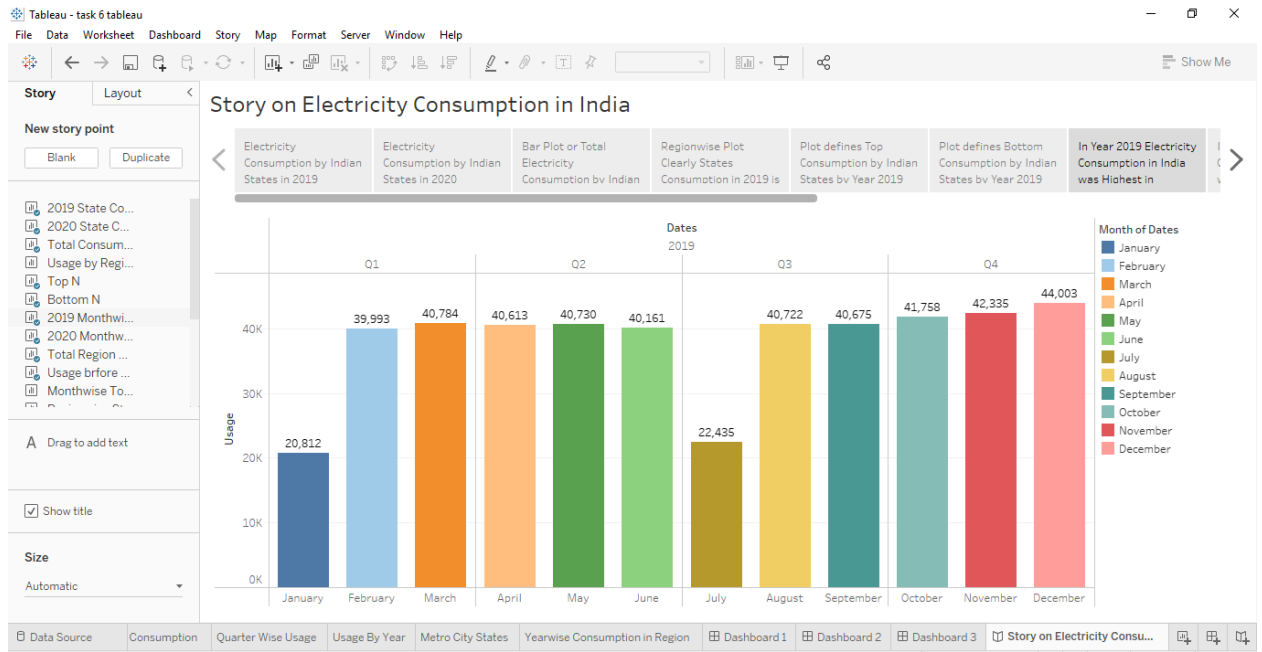 Tableau - task 6 tableau
File Data Worksheet Dashboard Story Map Format Server Window Help
Show Me
Story Layout
New story point
Blank Duplicate
2019 State Co...
2020 State C...
Total Consum...
Usage by Regi...
Top N
Bottom N
2019 Monthwi...
2020 Monthw...
Total Region ...
Usage brfore ...
Monthwise To...
A Drag to add text
Show title
Size
Automatic
Story on Electricity Consumption in India
Electricity
Consumption by Indian
States in 2019
Electricity
Consumption by Indian
States in 2020
Bar Plot or Total
Electricity
Consumption by Indian
Regionwise Plot
Clearly States
Consumption in 2019 is
Plot defines Top
Consumption by Indian
States by Year 2019
Plot defines Bottom
Consumption by Indian
States by Year 2019
In Year 2019 Electricity
Consumption in India
was Highest in
Dates
2019
Q1 Q2 Q3 Q4
Usage
40K
30K
20K
10K
0K
20,812
39,993
40,784
40,613
40,730
40,161
22,435
40,722
40,675
41,758
42,335
44,003
January February March April May June July August September October November December
Month of Dates
January
February
March
April
May
June
July
August
September
October
November
December
Data Source Consumption Quarter Wise Usage Usage By Year Metro City States Yearwise Consumption in Region Dashboard 1 Dashboard 2 Dashboard 3 Story on Electricity Consu...